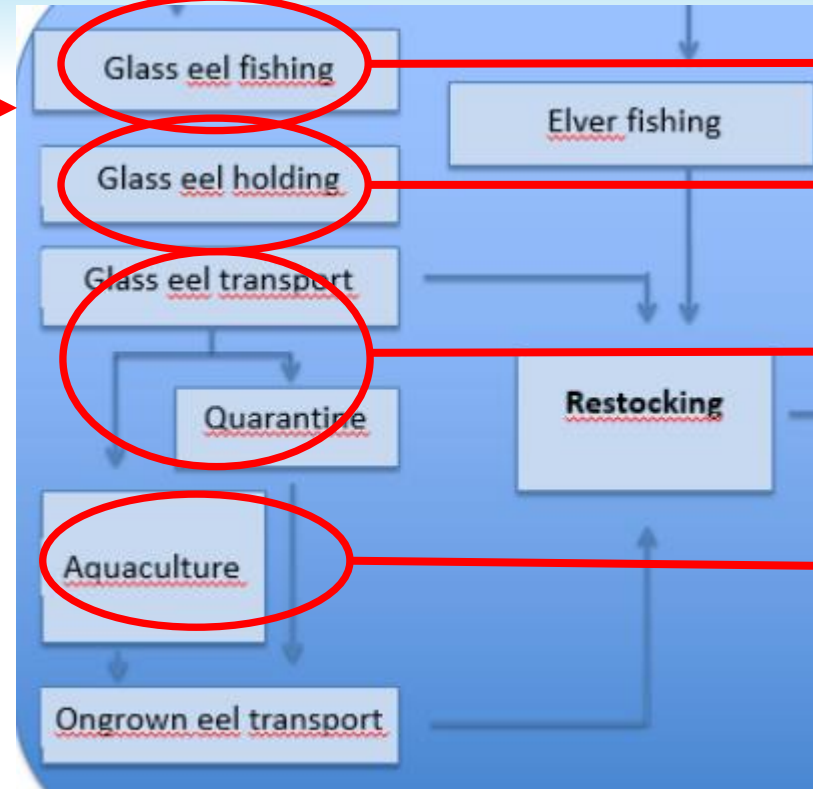 Glass eel fishing
Elver fishing
Glass eel holding
Glass eel transport
Quarantine
Restocking
Aquaculture
Ongrown eel transport